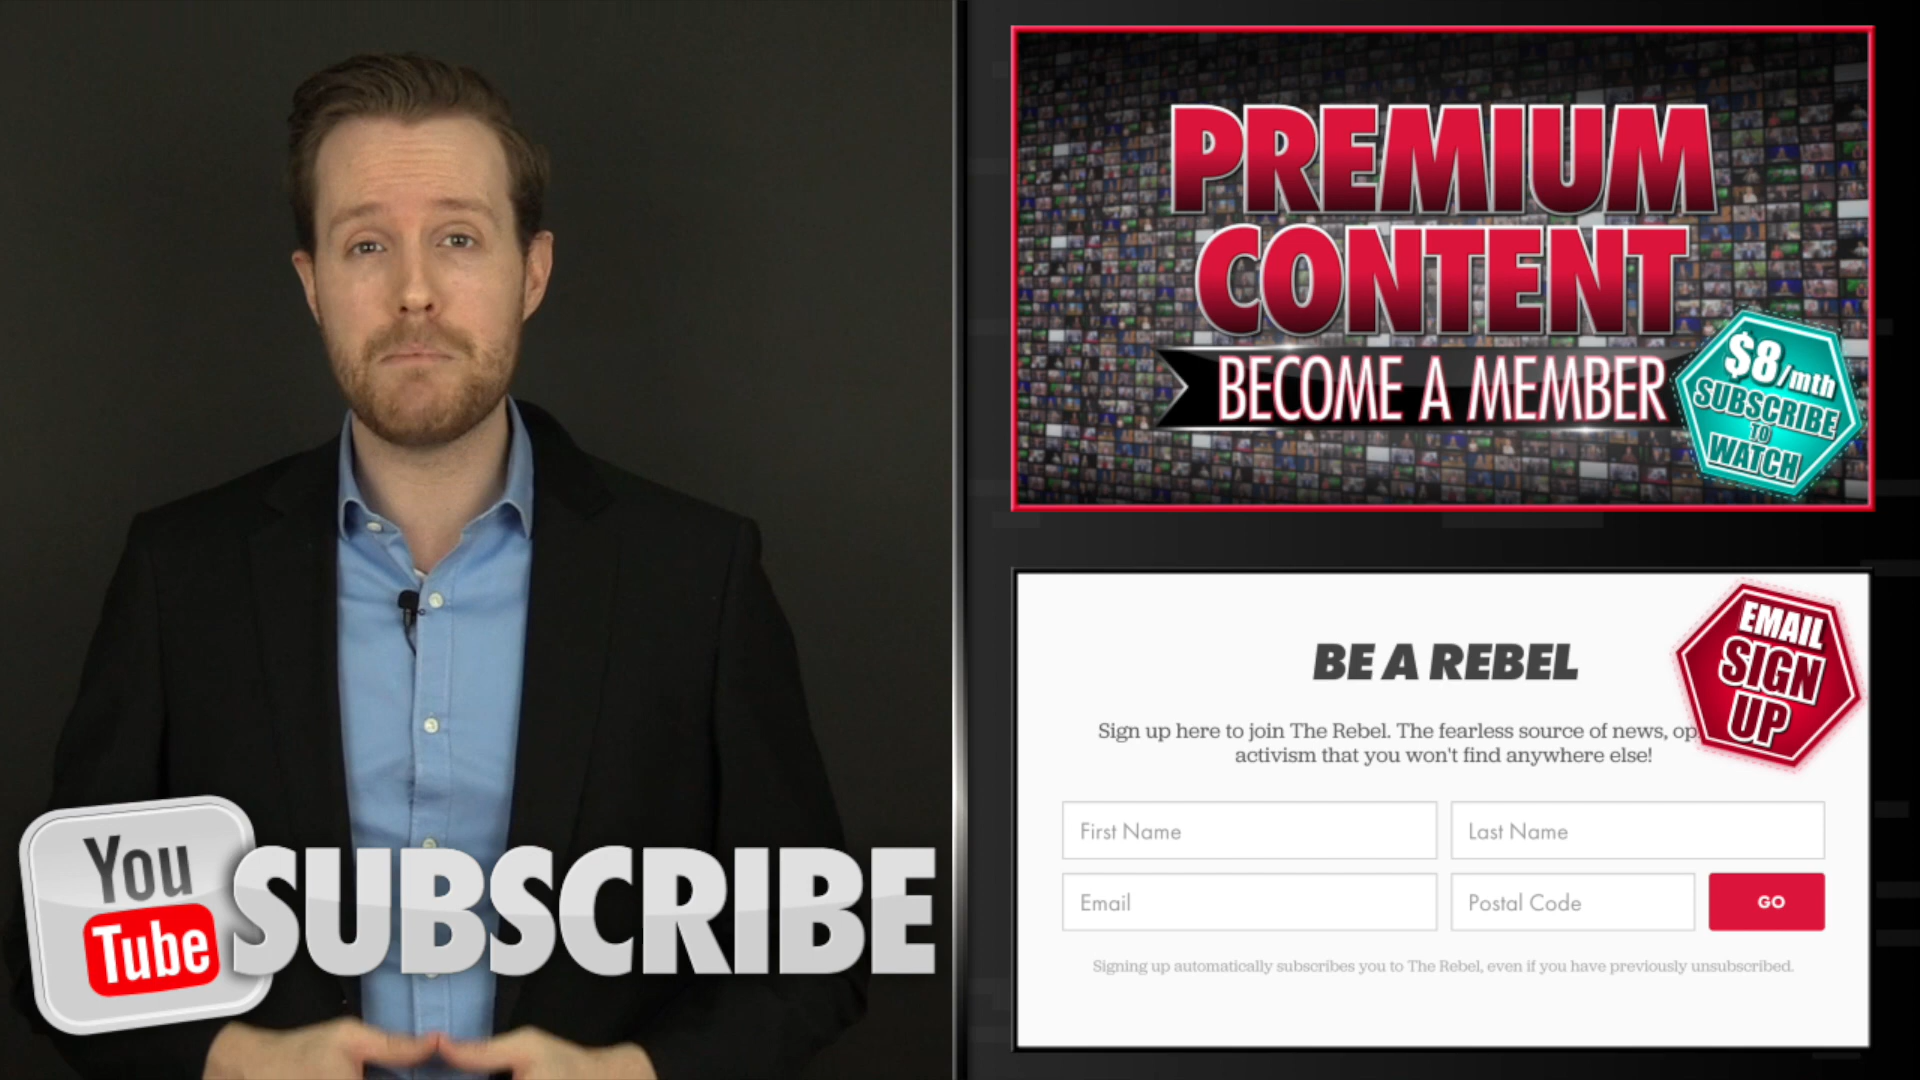 You
Tube
SUBSCRIBE
PREMIUM
CONTENT
BECOME A MEMBER
$8/mth
SUBSCRIBE
TO
WATCH
EMAIL
SIGN
UP
BE A REBEL
Sign up here to join The Rebel. The fearless source of news,
activism that you won't find anywhere else!
First Name
Last Name
Email
Postal Code
GO
Signing up automatically subscribes you to The Rebel, even if you have previously unsubscribed.